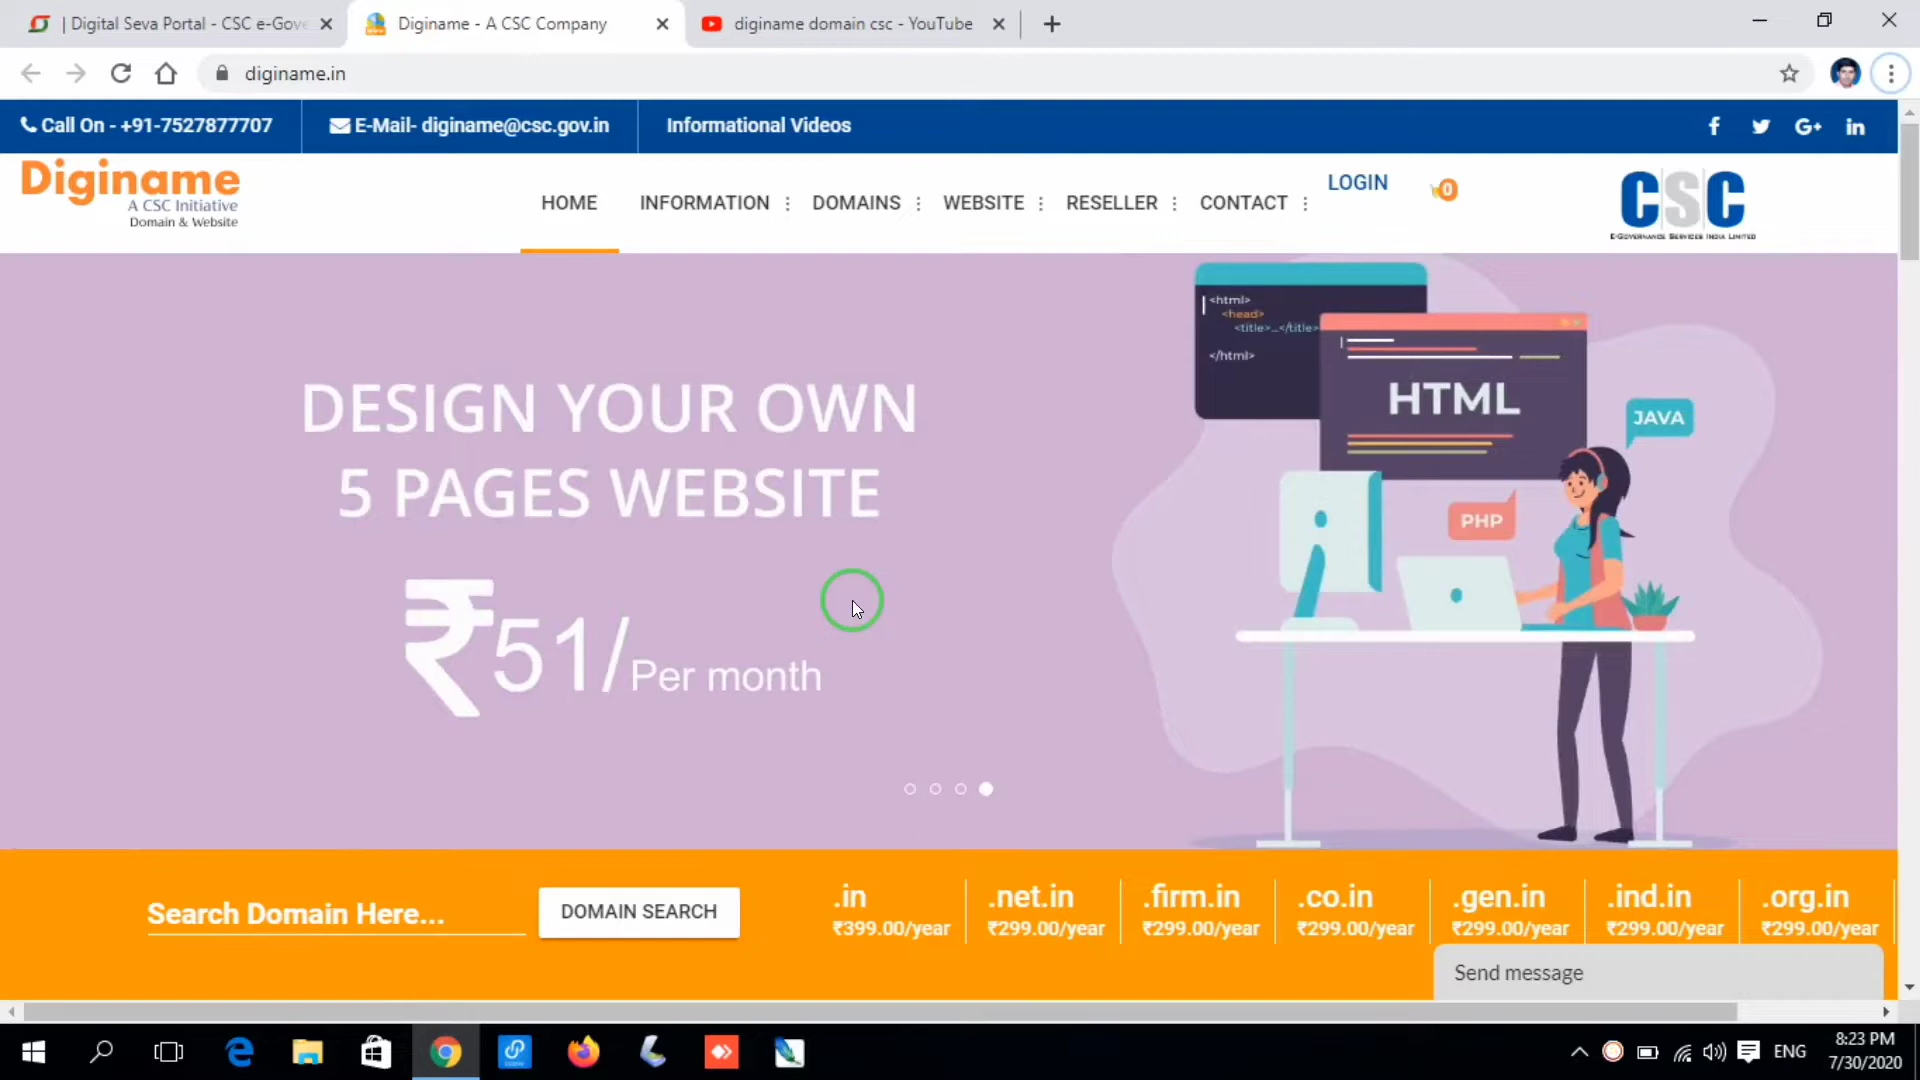 | Digital Seva Portal - CSC e-Gove
Diginame - A CSC Company
diginame domain csc - YouTube
diginame.in
Call On - +91-7527877707
E-Mail- diginame@csc.gov.in
Informational Videos
Diginame
A CSC Initiative
Domain & Website
HOME
INFORMATION
DOMAINS
WEBSITE
RESELLER
CONTACT
LOGIN
0
CSC
E-GOVERNANCE SERVICES INDIA LIMITED
DESIGN YOUR OWN
5 PAGES WEBSITE
₹51/Per month
<html>
<head>
<title>...</title>
</html>
HTML
JAVA
PHP
Search Domain Here...
DOMAIN SEARCH
.in
₹399.00/year
.net.in
₹299.00/year
.firm.in
₹299.00/year
.co.in
₹299.00/year
.gen.in
₹299.00/year
.ind.in
₹299.00/year
.org.in
₹299.00/year
Send message
ENG
8:23 PM
7/30/2020